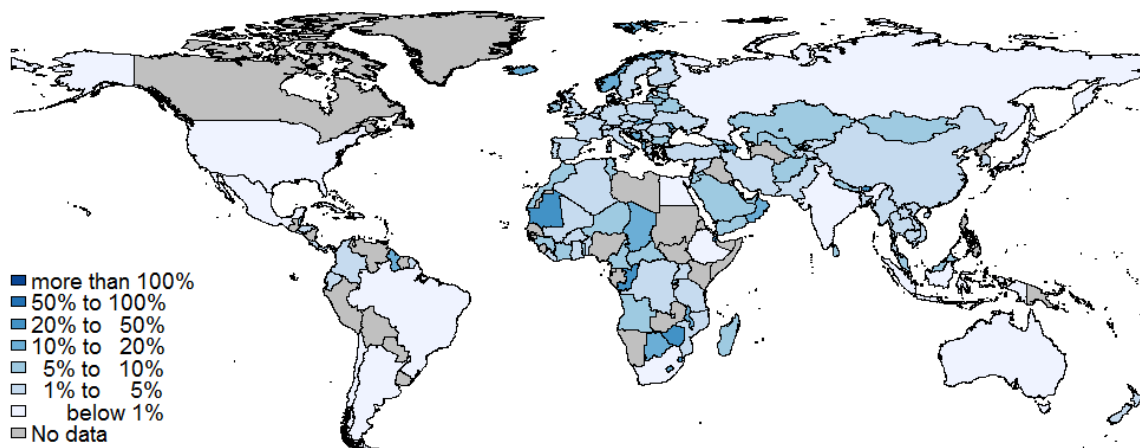 more than 100%
50% to 100%
20% to 50%
10% to 20%
5% to 10%
1% to 5%
below 1%
No data